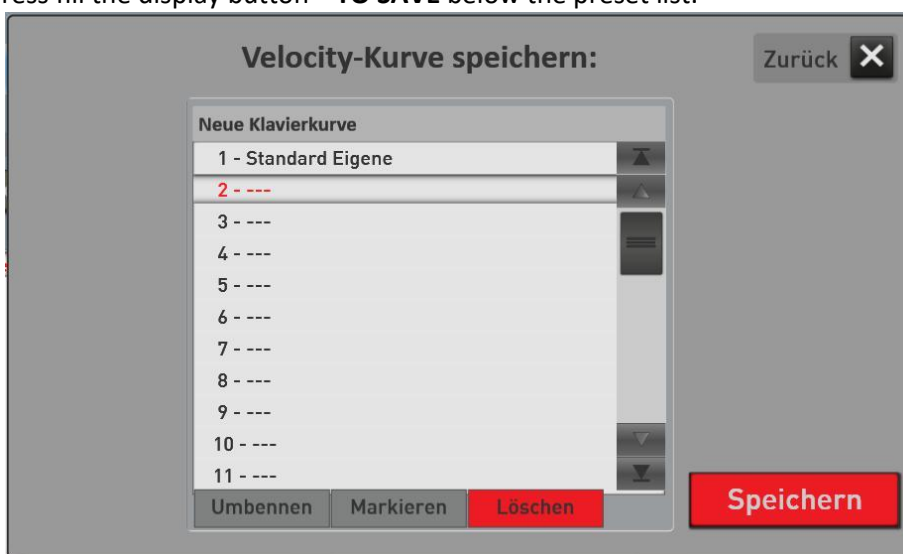 ress fill the display button "TO SAVE below the preset list.
Velocity-Kurve speichern:
Zurück
Neue Klavierkurve
1 - Standard Eigene
2 - ---
3 - ---
4 - ---
5 - ---
6 - ---
7 - ---
8 - ---
9 - ---
10 - ---
11 - ---
Umbennen Markieren Löschen
Speichern